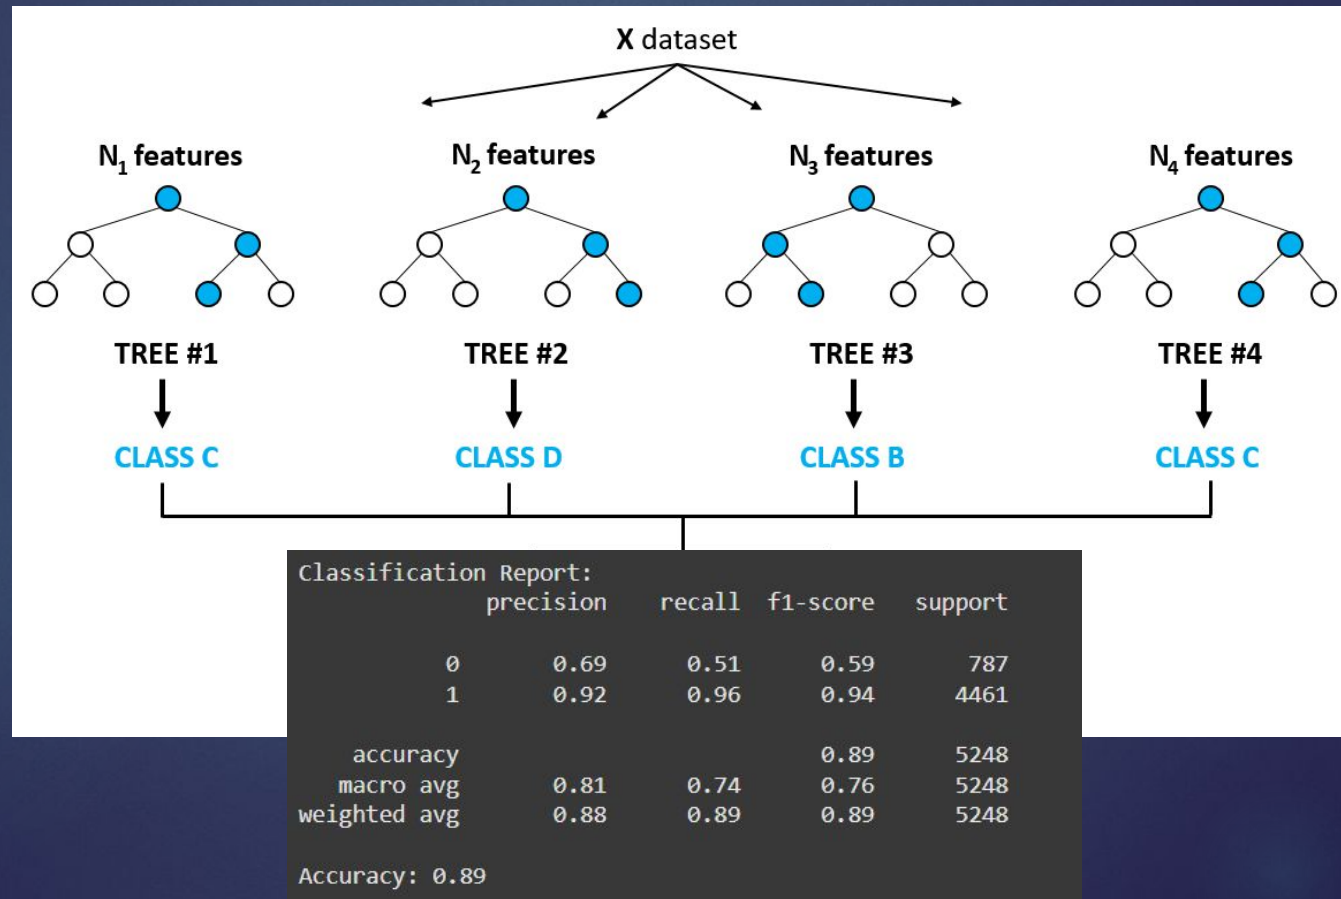 X dataset
N₁ features N₂ features N₃ features N₄ features
TREE #1 TREE #2 TREE #3 TREE #4
CLASS C CLASS D CLASS B CLASS C
Classification Report:
precision recall f1-score support
0 0.69 0.51 0.59 787
1 0.92 0.96 0.94 4461
accuracy 0.89 5248
macro avg 0.81 0.74 0.76 5248
weighted avg 0.88 0.89 0.89 5248
Accuracy: 0.89